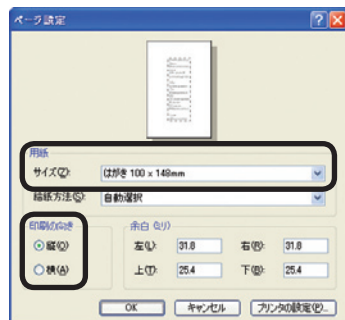 ページ設定
用紙
サイズ(Z): はがき 100 x 148mm
給紙方法(S): 自動選択
印刷の向き 余白(ミリ)
縦(O) 左(L): 31.8 右(R): 31.8
横(A) 上(T): 25.4 下(B): 25.4
OK キャンセル プリンタの設定(P)...